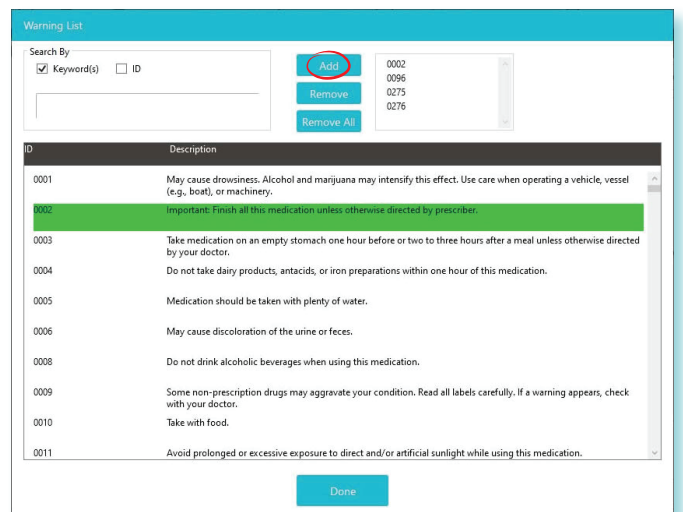 Warning List
Search By
Keyword(s) ID
Add
Remove
Remove All
0002
0096
0275
0276
ID Description
0001 May cause drowsiness. Alcohol and marijuana may intensify this effect. Use care when operating a vehicle, vessel
(e.g., boat), or machinery.
0002 Important: Finish all this medication unless otherwise directed by prescriber.
0003 Take medication on an empty stomach one hour before or two to three hours after a meal unless otherwise directed
by your doctor.
0004 Do not take dairy products, antacids, or iron preparations within one hour of this medication.
0005 Medication should be taken with plenty of water.
0006 May cause discoloration of the urine or feces.
0008 Do not drink alcoholic beverages when using this medication.
0009 Some non-prescription drugs may aggravate your condition. Read all labels carefully. If a warning appears, check
with your doctor.
0010 Take with food.
0011 Avoid prolonged or excessive exposure to direct and/or artificial sunlight while using this medication.
Done